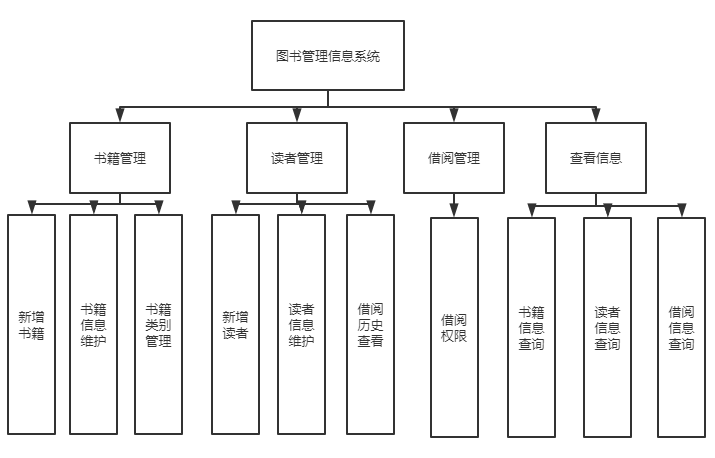 图书管理信息系统
书籍管理
读者管理
借阅管理
查看信息
新增
书籍
书籍
信息
维护
书籍
类别
管理
新增
读者
读者
信息
维护
借阅
历史
查看
借阅
权限
书籍
信息
查询
读者
信息
查询
借阅
信息
查询